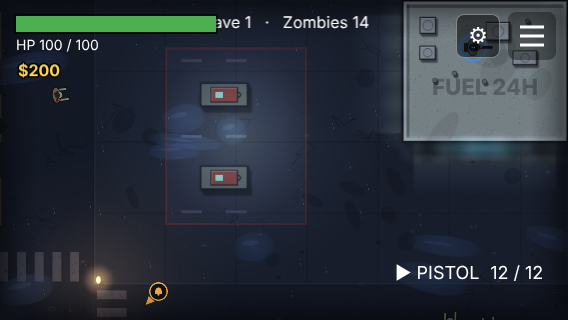 ave 1 · Zombies 14
HP 100 / 100
$200
FUEL 24H
▶ PISTOL 12 / 12